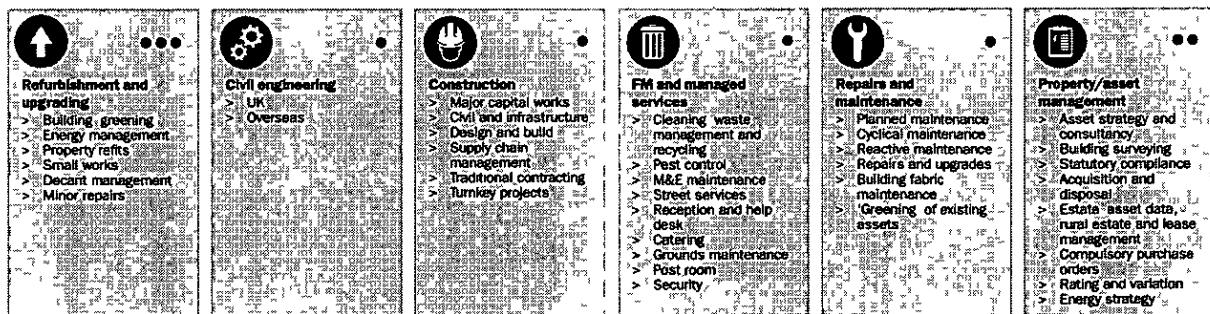 Refurbishment and
upgrading
> Building greening
> Energy management
> Property refits
> Small works
> Decant management
> Minor repairs
Civil engineering
> UK
> Overseas
Construction
> Major capital works
> Civil and infrastructure
> Design and build
> Supply chain
management
> Traditional contracting
> Turnkey projects
FM and managed
services
> Cleaning waste
management and
recycling
> Pest control
> M&E maintenance
> Street services
> Reception and help
desk
> Catering
> Grounds maintenance
> Post room
> Security
Repairs and
maintenance
> Planned maintenance
> Cyclical maintenance
> Reactive maintenance
> Repairs and upgrades
> Building fabric
maintenance
> 'Greening of existing
assets
Property/asset
management
> Asset strategy and
consultancy
> Building surveying
> Statutory compliance
> Acquisition and
disposal
> Estate asset data,
rural estate and lease
management
> Compulsory purchase
orders
> Rating and variation
> Energy strategy